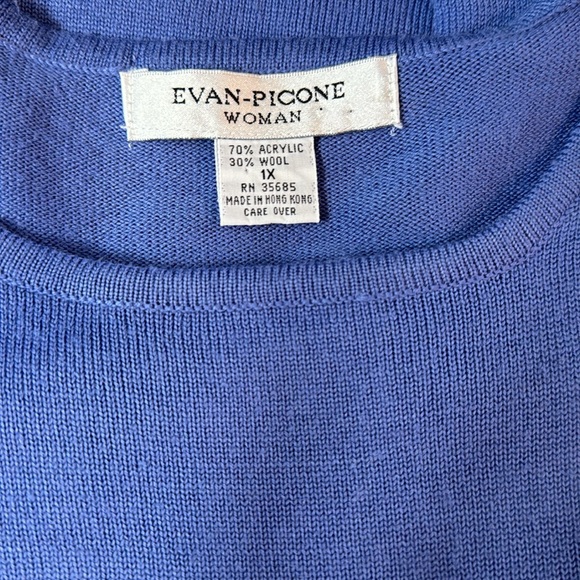 EVAN-PICONE
WOMAN
70% ACRYLIC
30% WOOL
1X
RN 35685
MADE IN HONG KONG
CARE OVER